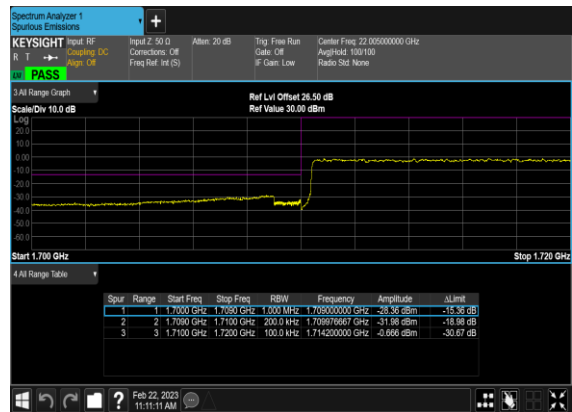 Spectrum Analyzer 1
Spurious Emissions
+
KEYSIGHT Input: RF Input Z: 50 Ω Atten: 20 dB Trig: Free Run Center Freq: 22.005000000 GHz
R T Coupling: DC Corrections: Off Gate: Off Avg|Hold: 100/100
Align: Off Freq Ref: Int (S) IF Gain: Low Radio Std: None
LXI PASS
3 All Range Graph
Ref Lvl Offset 26.50 dB
Scale/Div 10.0 dB Ref Value 30.00 dBm
Log
20.0
10.0
0.00
-10.0
-20.0
-30.0
-40.0
-50.0
-60.0
Start 1.700 GHz Stop 1.720 GHz
4 All Range Table
Spur Range Start Freq Stop Freq RBW Frequency Amplitude ΔLimit
1 1 1.7000 GHz 1.7090 GHz 1.000 MHz 1.709000000 GHz -28.36 dBm -15.36 dB
2 2 1.7090 GHz 1.7100 GHz 200.0 kHz 1.709976667 GHz -31.98 dBm -18.98 dB
3 3 1.7100 GHz 1.7200 GHz 100.0 kHz 1.714200000 GHz -0.666 dBm -30.67 dB
? Feb 22, 2023
11:11:11 AM